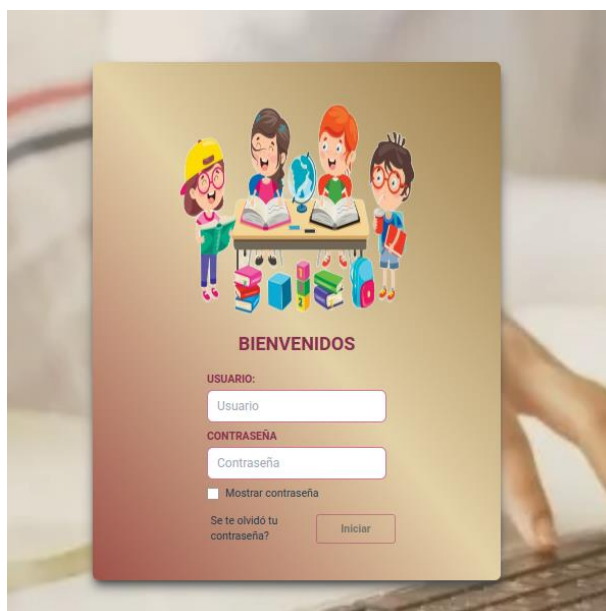 BIENVENIDOS
USUARIO:
Usuario
CONTRASEÑA
Contraseña
Mostrar contraseña
Se te olvidó tu
contraseña?
Iniciar